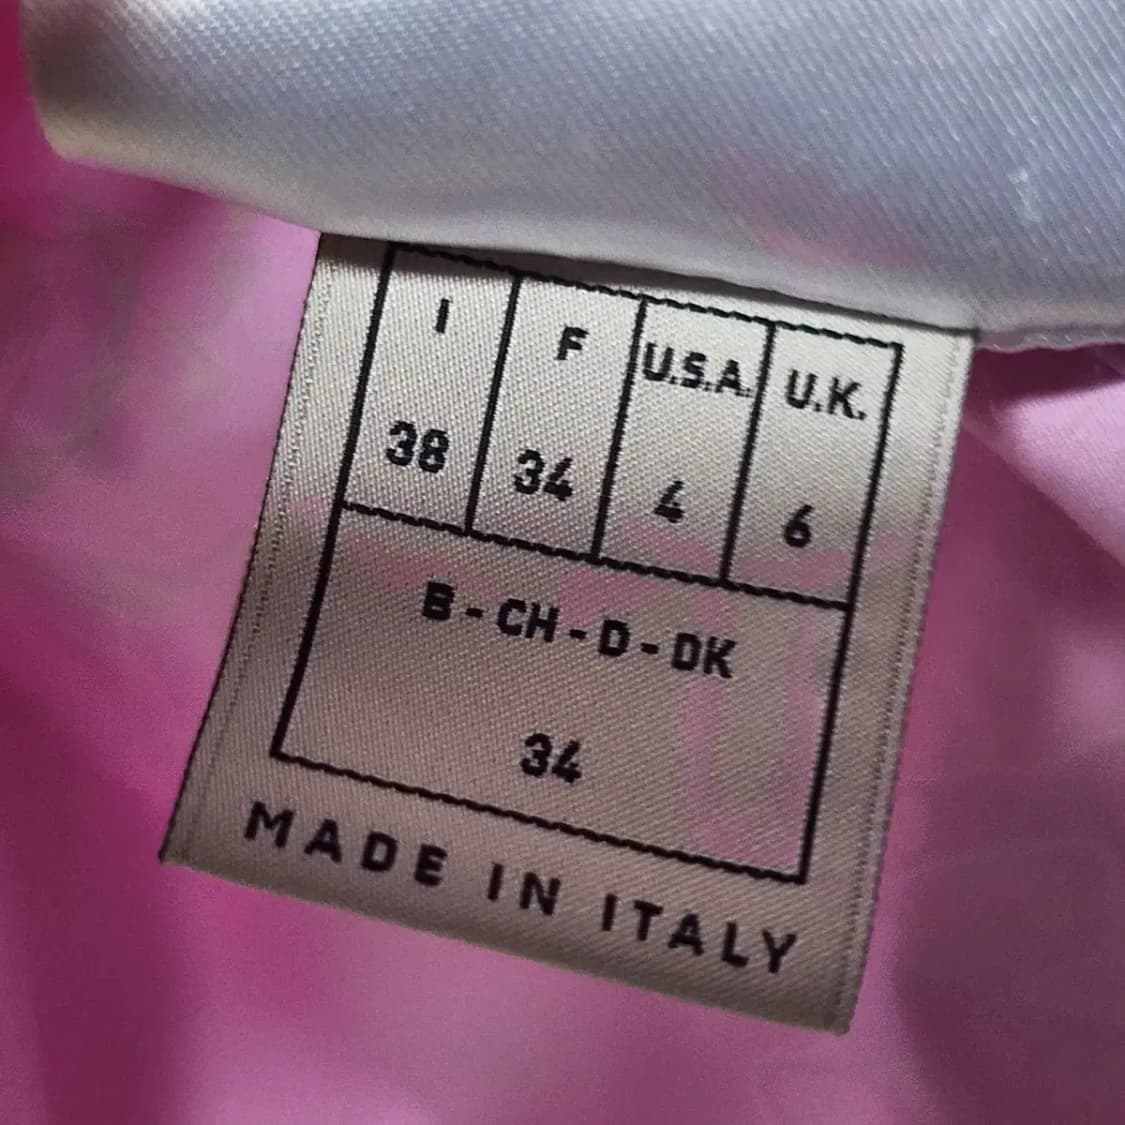 I F U.S.A. U.K.
38 34 4 6
B - CH - D - DK
34
MADE IN ITALY